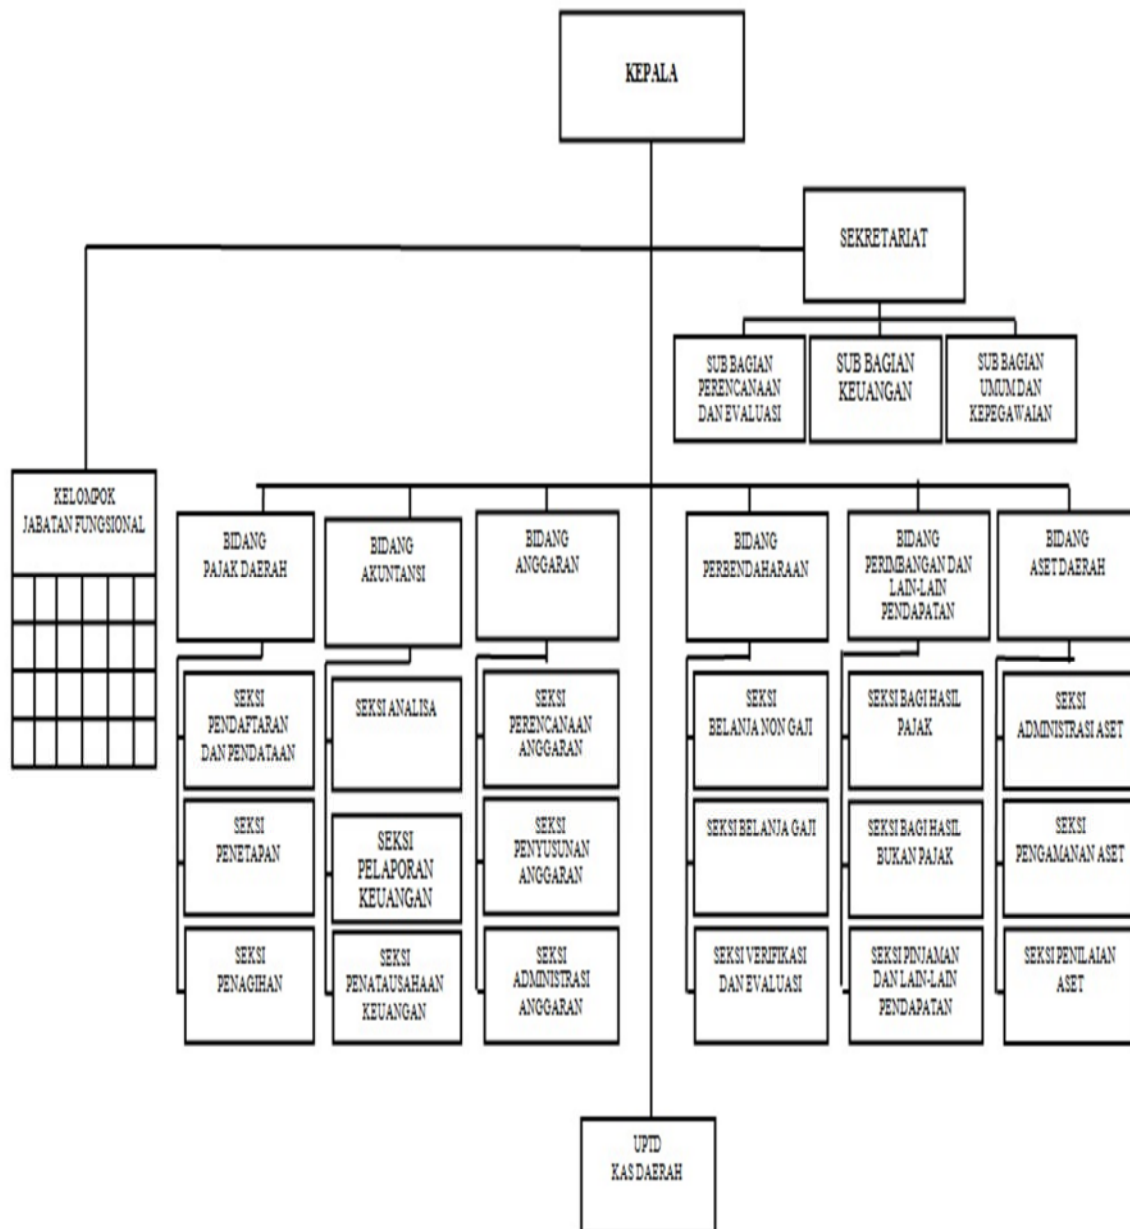 KEPALA
SEKRETARIAT
SUB BAGIAN
PERENCANAAN
DAN EVALUASI
SUB BAGIAN
KEUANGAN
SUB BAGIAN
UMUM DAN
KEPEGAWAIAN
KELOMPOK
JABATAN FUNGSIONAL
BIDANG
PAJAK DAERAH
BIDANG
AKUNTANSI
BIDANG
ANGGARAN
BIDANG
PERBENDAHARAAN
BIDANG
PERIMBANGAN DAN
LAIN-LAIN
PENDAPATAN
BIDANG
ASET DAERAH
SEKSI
PENDAFTARAN
DAN PENDATAAN
SEKSI ANALISA
SEKSI
PERENCANAAN
ANGGARAN
SEKSI
BELANJA NON GAJI
SEKSI BAGI HASIL
PAJAK
SEKSI
ADMINISTRASI ASET
SEKSI
PENETAPAN
SEKSI
PELAPORAN
KEUANGAN
SEKSI
PENYUSUNAN
ANGGARAN
SEKSI BELANJA GAJI
SEKSI BAGI HASIL
BUKAN PAJAK
SEKSI
PENGAMANAN ASET
SEKSI
PENAGIHAN
SEKSI
PENATAUSAHAAN
KEUANGAN
SEKSI
ADMINISTRASI
ANGGARAN
SEKSI VERIFIKASI
DAN EVALUASI
SEKSI PINJAMAN
DAN LAIN-LAIN
PENDAPATAN
SEKSI PENILAIAN
ASET
UPTD
KAS DAERAH